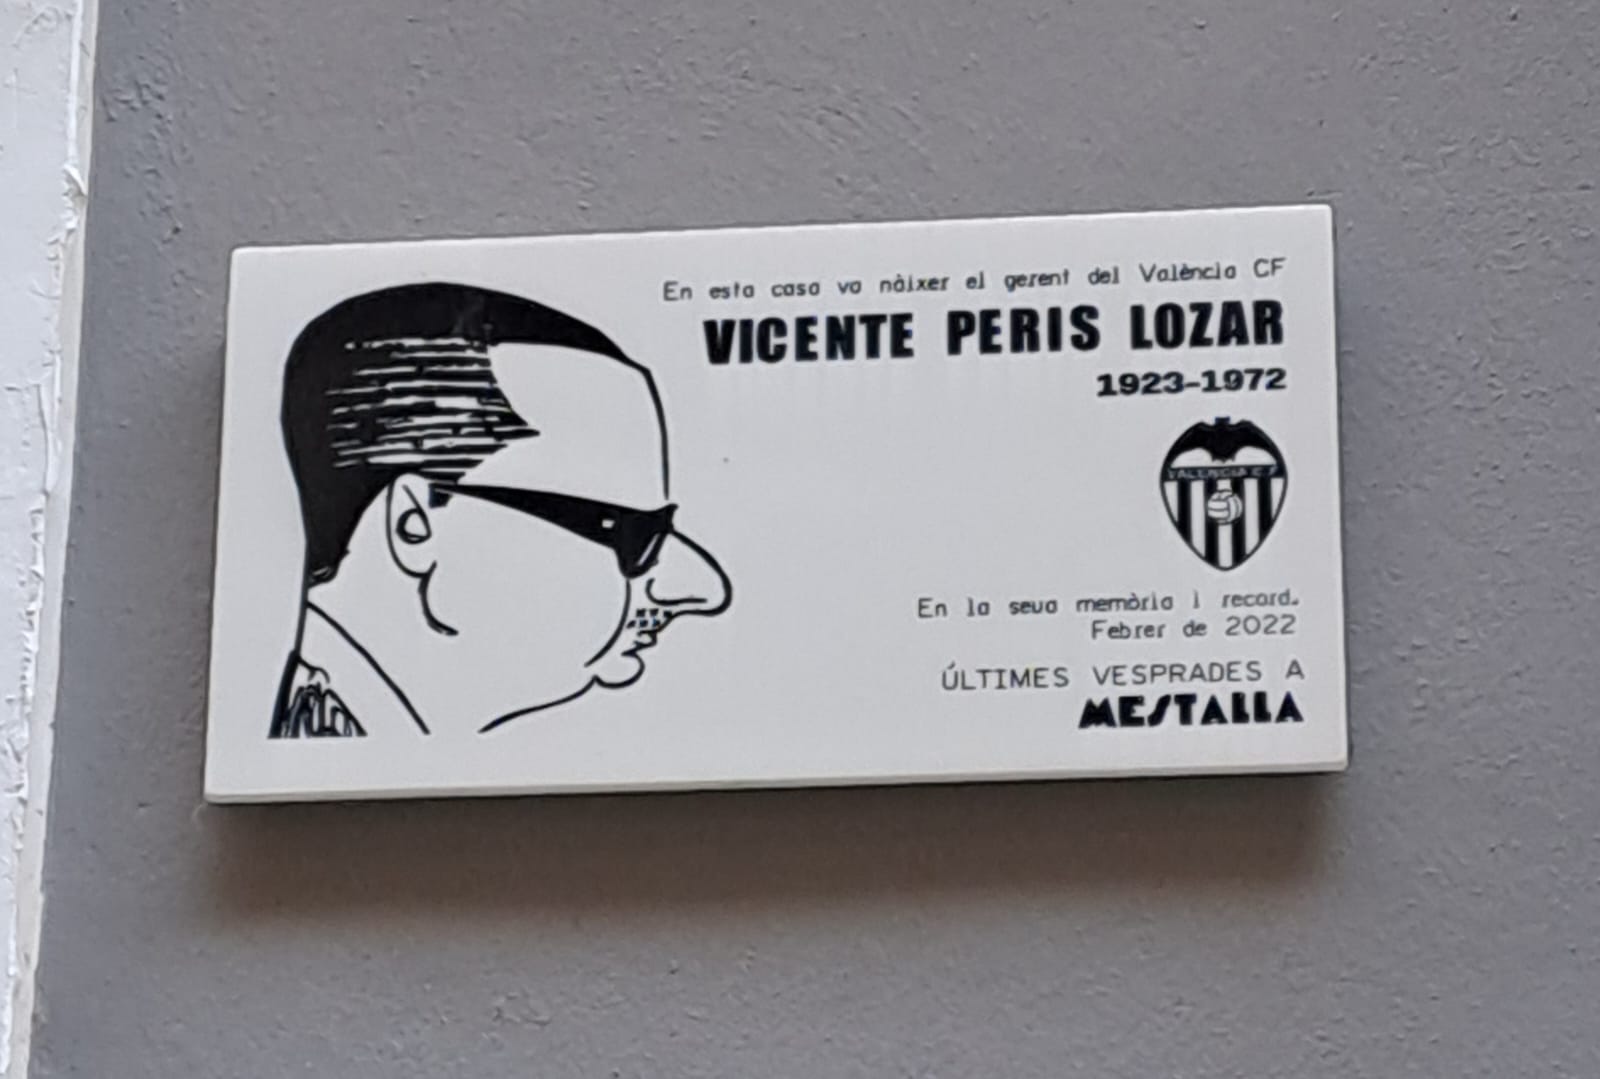 En esta casa va nàixer el gerent del València CF
VICENTE PERIS LOZAR
1923-1972
VALENCIA C.F
En la seua memòria i record.
Febrer de 2022
ÚLTIMES VESPRADES A
MESTALLA